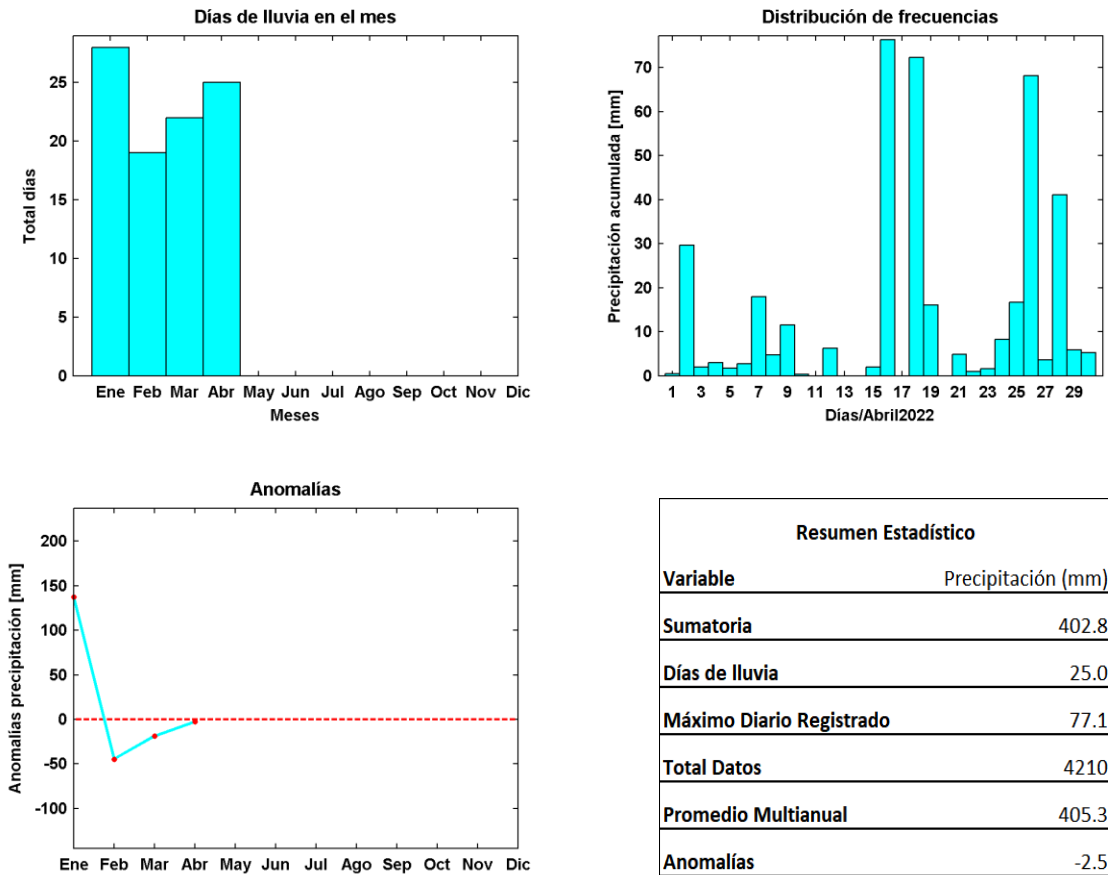 Días de lluvia en el mes
Total días
25
20
15
10
5
0
Ene Feb Mar Abr May Jun Jul Ago Sep Oct Nov Dic
Meses
Distribución de frecuencias
Precipitación acumulada [mm]
70
60
50
40
30
20
10
0
1 3 5 7 9 11 13 15 17 19 21 23 25 27 29
Días/Abril2022
Anomalías
Anomalías precipitación [mm]
200
150
100
50
0
-50
-100
Ene Feb Mar Abr May Jun Jul Ago Sep Oct Nov Dic
Resumen Estadístico
Variable Precipitación (mm)
Sumatoria 402.8
Días de lluvia 25.0
Máximo Diario Registrado 77.1
Total Datos 4210
Promedio Multianual 405.3
Anomalías -2.5